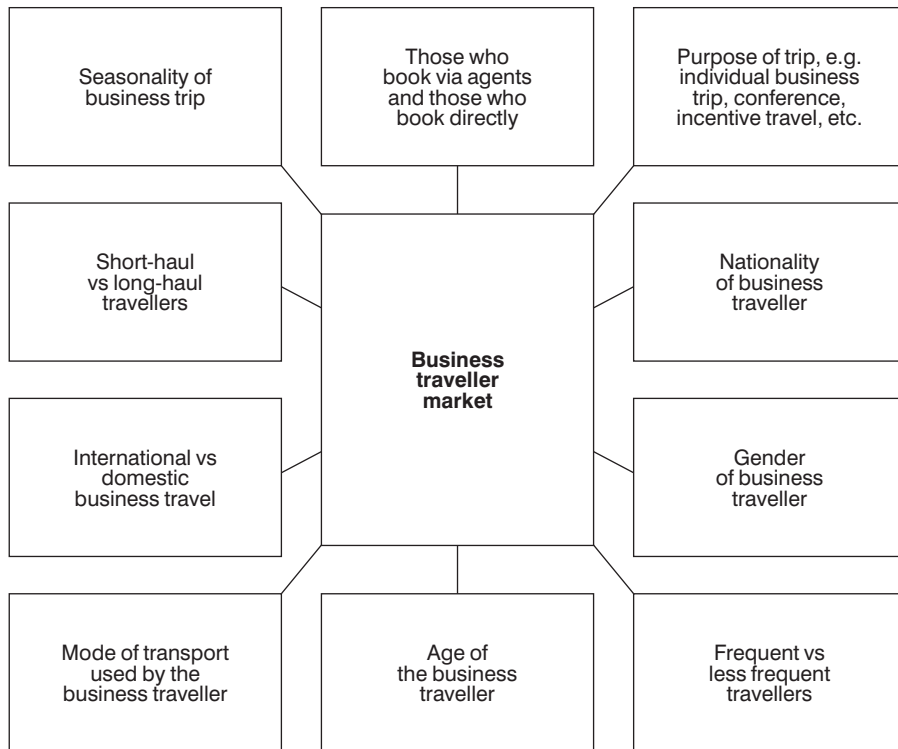 Seasonality of
business trip
Those who
book via agents
and those who
book directly
Purpose of trip, e.g.
individual business
trip, conference,
incentive travel, etc.
Short-haul
vs long-haul
travellers
Nationality
of business
traveller
Business
traveller
market
International vs
domestic
business travel
Gender
of business
traveller
Mode of transport
used by the
business traveller
Age of
the business
traveller
Frequent vs
less frequent
travellers